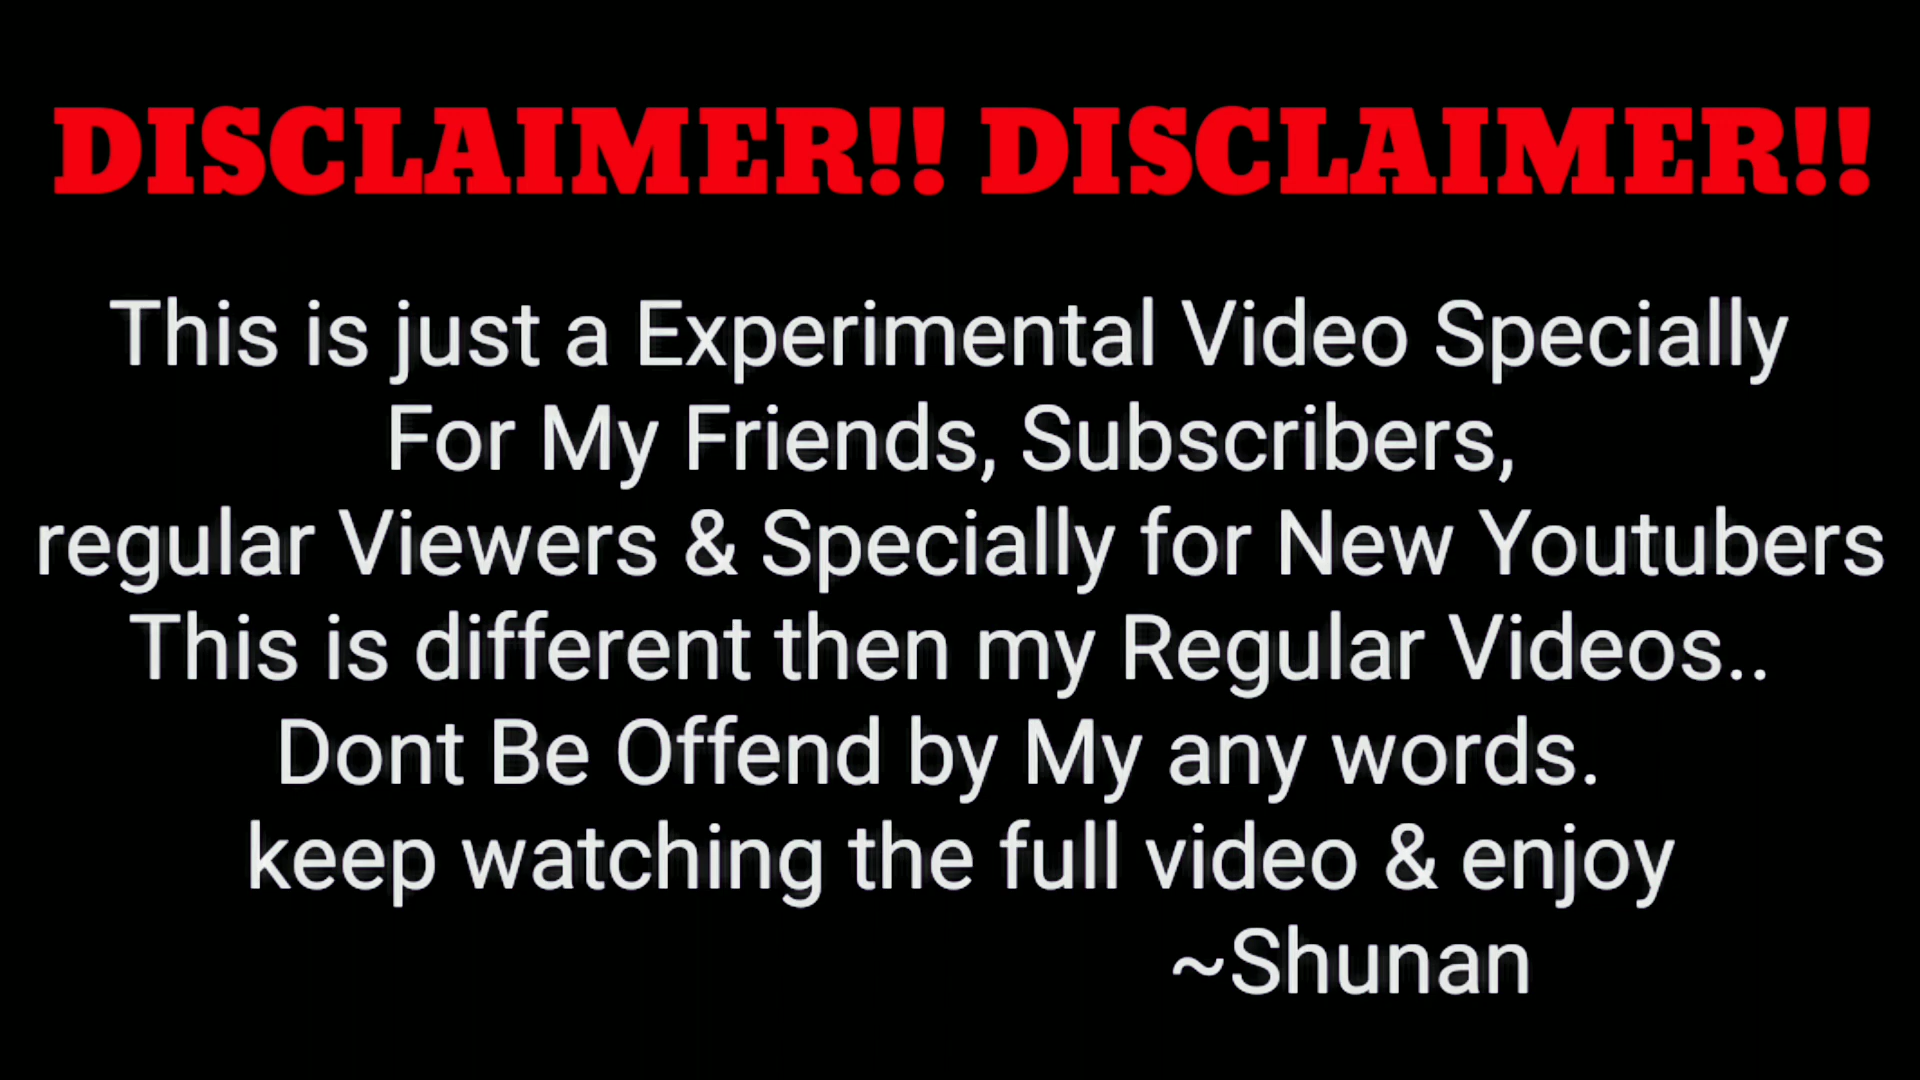 DISCLAIMER!! DISCLAIMER!!
This is just a Experimental Video Specially
For My Friends, Subscribers,
regular Viewers & Specially for New Youtubers
This is different then my Regular Videos..
Dont Be Offend by My any words.
keep watching the full video & enjoy
~Shunan